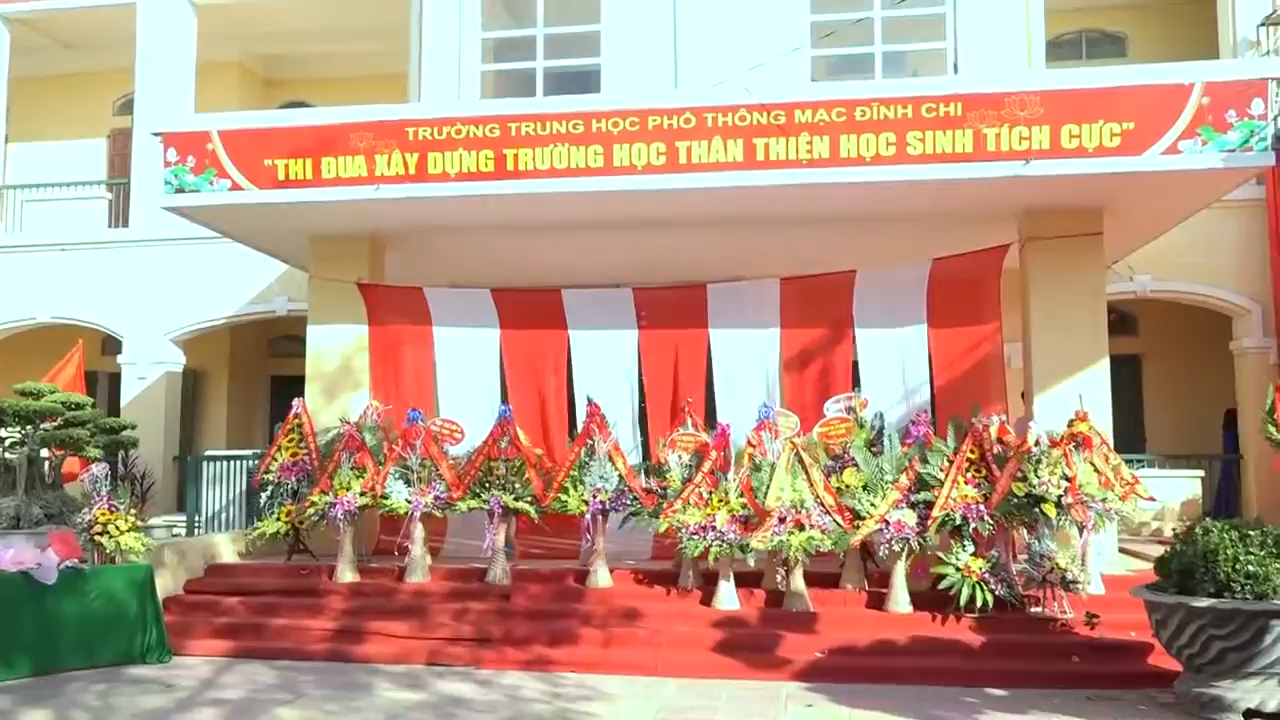 TRƯỜNG TRUNG HỌC PHỔ THÔNG MẠC ĐĨNH CHI
"THI ĐUA XÂY DỰNG TRƯỜNG HỌC THÂN THIỆN HỌC SINH TÍCH CỰC"